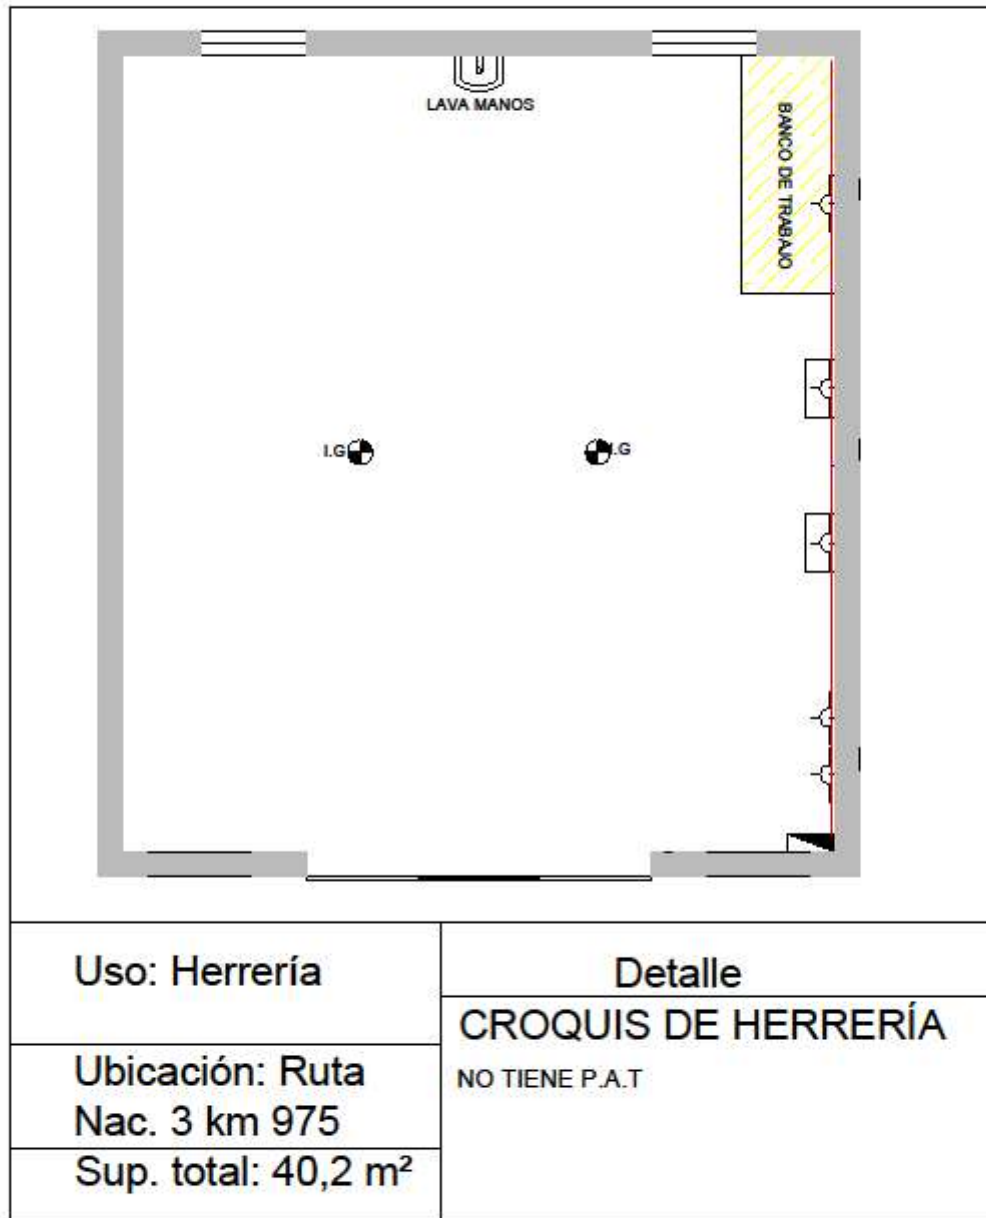 LAVA MANOS
BANCO DE TRABAJO
I.G
I.G
Uso: Herrería
Ubicación: Ruta
Nac. 3 km 975
Sup. total: 40,2 m²
Detalle
CROQUIS DE HERRERÍA
NO TIENE P.A.T